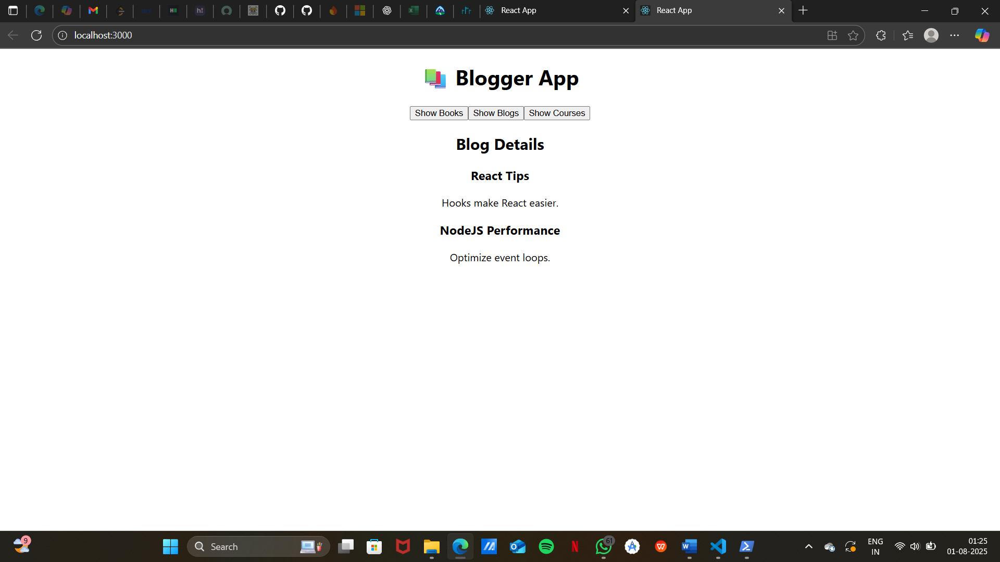 React App
React App
localhost:3000
Blogger App
Show Books Show Blogs Show Courses
Blog Details
React Tips
Hooks make React easier.
NodeJS Performance
Optimize event loops.
9
Search
61
ENG
IN
01:25
01-08-2025